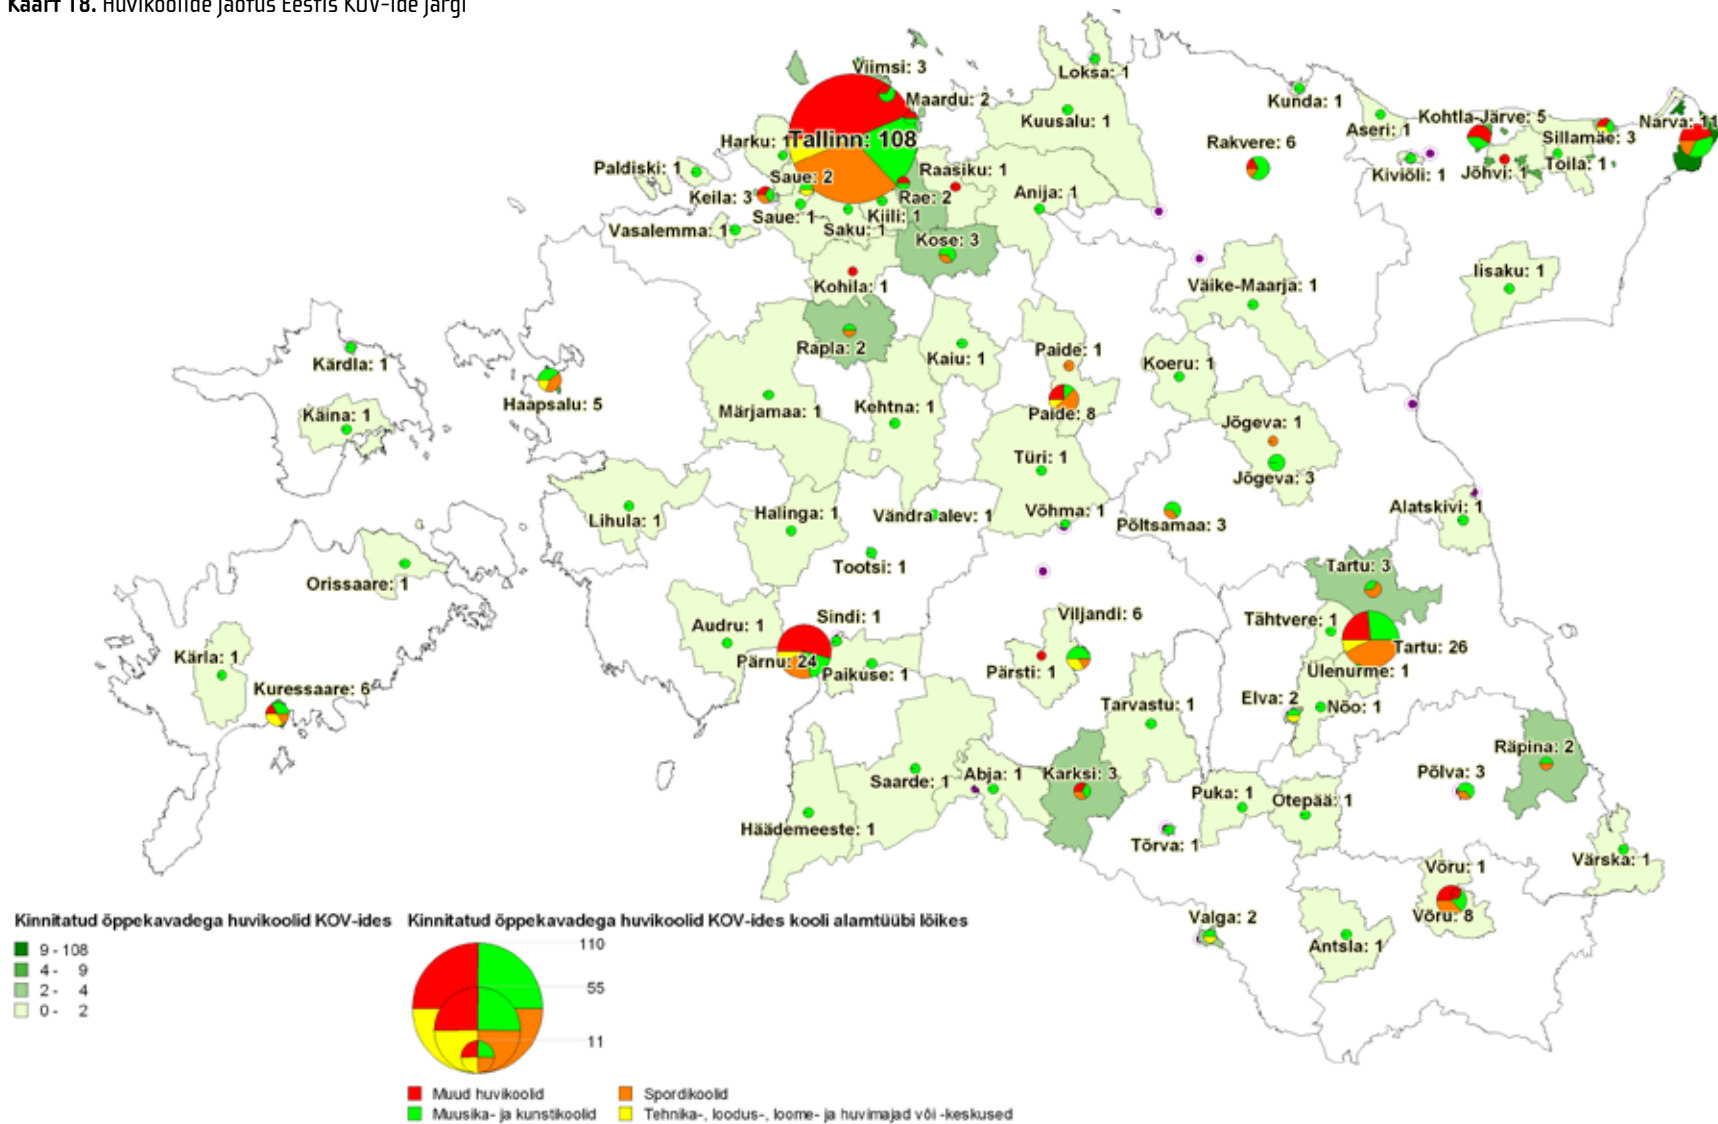 Kaart 18. Huvikoolide jaotus Eestis KOV-ide järgi
Viimsi: 3
Loksa: 1
Maardu: 2
Kunda: 1
Kuusalu: 1
Kohtla-Järve: 5
Narva: 11
Aseri: 1
Sillamäe: 3
Harku: 1
Tallinn: 108
Rakvere: 6
Paldiski: 1
Saue: 2
Raasiku: 1
Kiviõli: 1
Jõhvi: 1
Toila: 1
Keila: 3
Rae: 2
Anija: 1
Saue: 1
Kiili: 1
Vasalemma: 1
Saku: 1
Kose: 3
Iisaku: 1
Kohila: 1
Väike-Maarja: 1
Rapla: 2
Kaiu: 1
Paide: 1
Koeru: 1
Kärdla: 1
Haapsalu: 5
Käina: 1
Märjamaa: 1
Kehtna: 1
Paide: 8
Jõgeva: 1
Türi: 1
Jõgeva: 3
Lihula: 1
Halinga: 1
Vändra alev: 1
Võhma: 1
Põltsamaa: 3
Alatskivi: 1
Orissaare: 1
Tootsi: 1
Tartu: 3
Audru: 1
Sindi: 1
Viljandi: 6
Tähtvere: 1
Kärla: 1
Pärnu: 24
Paikuse: 1
Pärsti: 1
Tartu: 26
Ülenurme: 1
Kuressaare: 6
Tarvastu: 1
Elva: 2
Nõo: 1
Räpina: 2
Saarde: 1
Abja: 1
Karksi: 3
Põlva: 3
Puka: 1
Otepää: 1
Häädemeeste: 1
Tõrva: 1
Võru: 1
Värska: 1
Valga: 2
Võru: 8
Antsla: 1
Kinnitatud õppekavadega huvikoolid KOV-ides
9 - 108
4 - 9
2 - 4
0 - 2
Kinnitatud õppekavadega huvikoolid KOV-ides kooli alamtüübi lõikes
110
55
11
Muud huvikoolid
Spordikoolid
Muusika- ja kunstikoolid
Tehnika-, loodus-, loome- ja huvimajad või -keskused